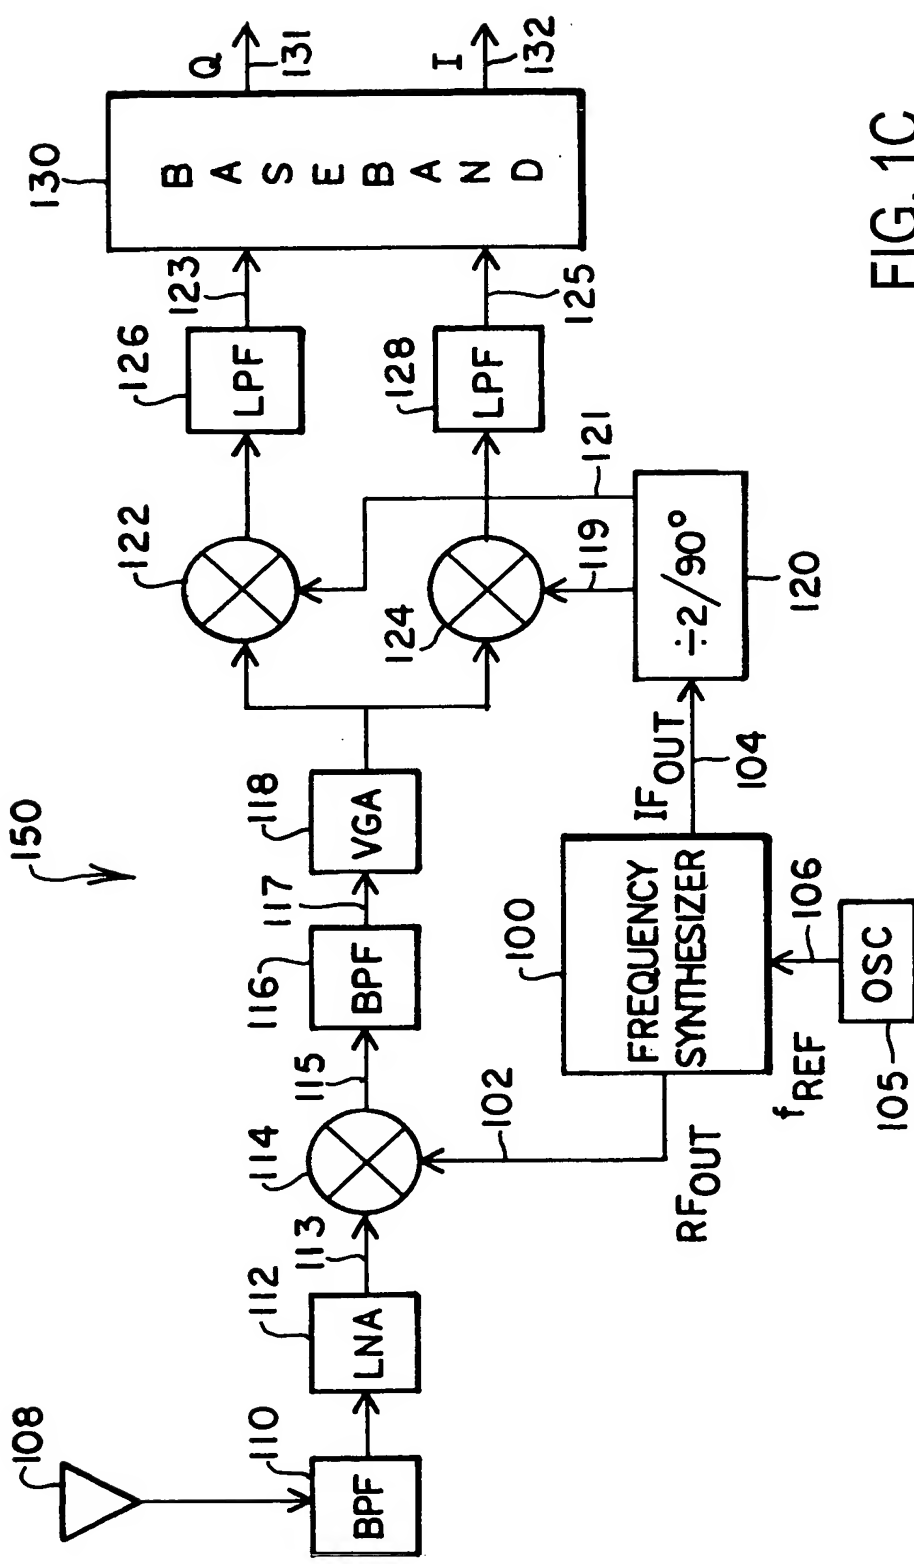 150
108
110
BPF
112
LNA
113
114
115
116
BPF
117
118
VGA
122
124
126
LPF
123
128
LPF
125
130
BASEBAND
Q
131
I
132
102
RFOUT
100
FREQUENCY
SYNTHESIZER
IFOUT
104
÷2/90°
120
119
121
fREF
106
OSC
105
FIG. 1C